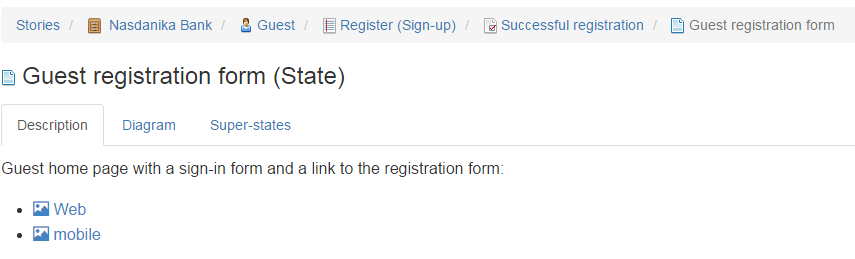 Stories / Nasdanika Bank / Guest / Register (Sign-up) / Successful registration / Guest registration form
Guest registration form (State)
Description Diagram Super-states
Guest home page with a sign-in form and a link to the registration form:
• Web
• mobile